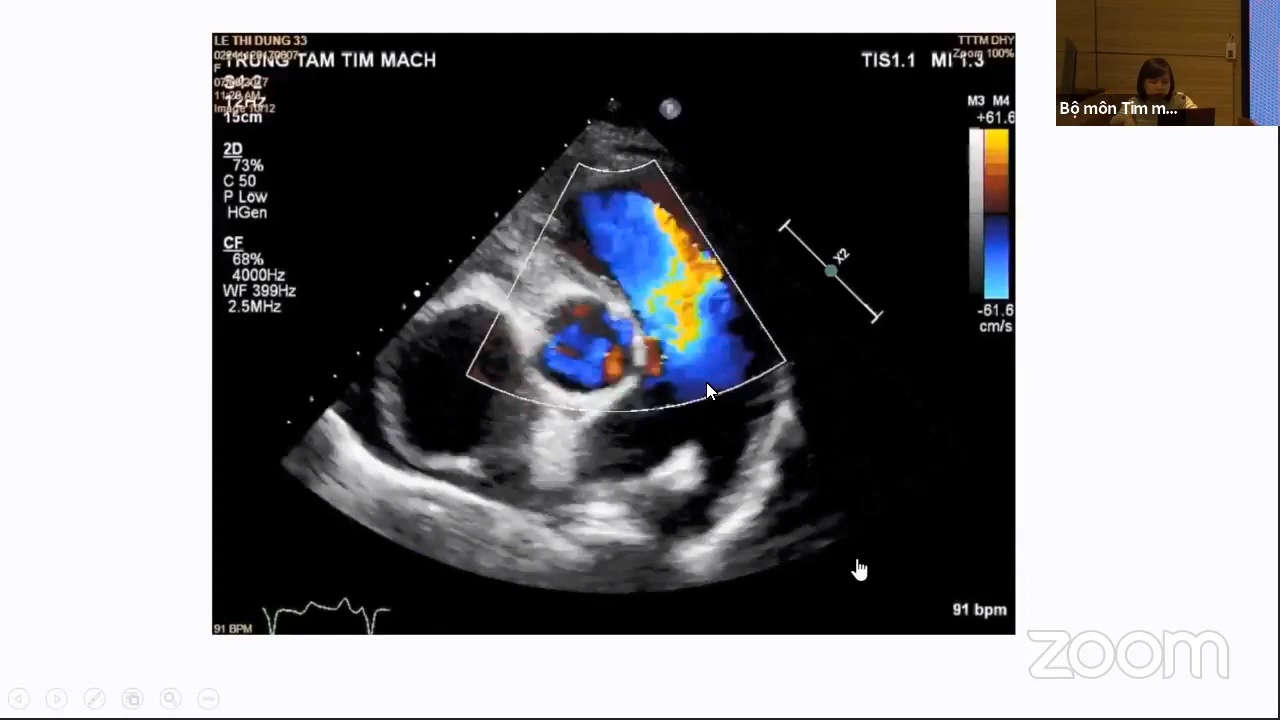 LE THI DUNG 33
TTTM DHY
Zoom 100%
F
TRUNG TAM TIM MACH
TIS1.1 MI 1.3
12Hz
15cm
M3 M4
+61.6
2D
73%
C 50
P Low
HGen
CF
68%
4000Hz
WF 399Hz
2.5MHz
X2
-61.6
cm/s
91 bpm
91 BPM
Bộ môn Tim m...
zoom